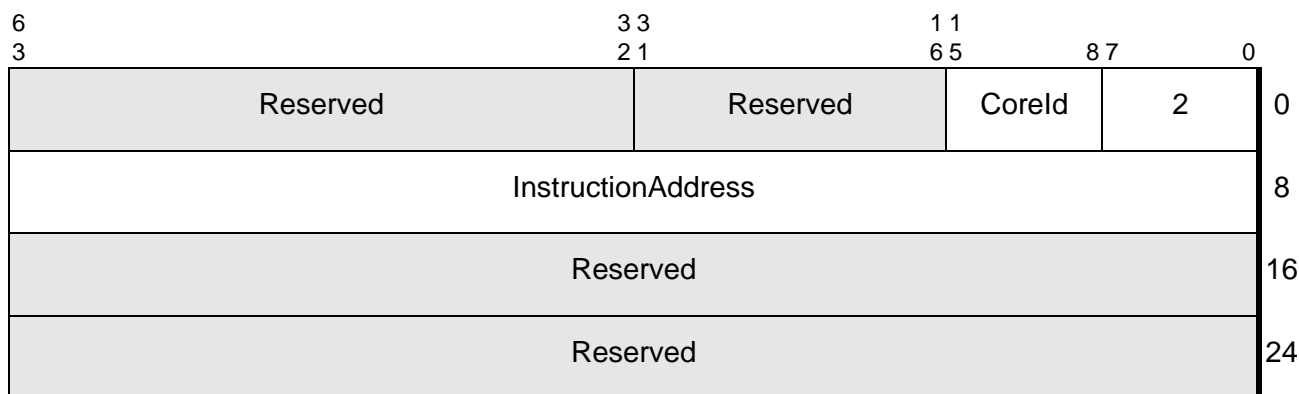 6 3 3 1 1
3 2 1 6 5 8 7 0
Reserved Reserved CoreId 2 0
InstructionAddress 8
Reserved 16
Reserved 24